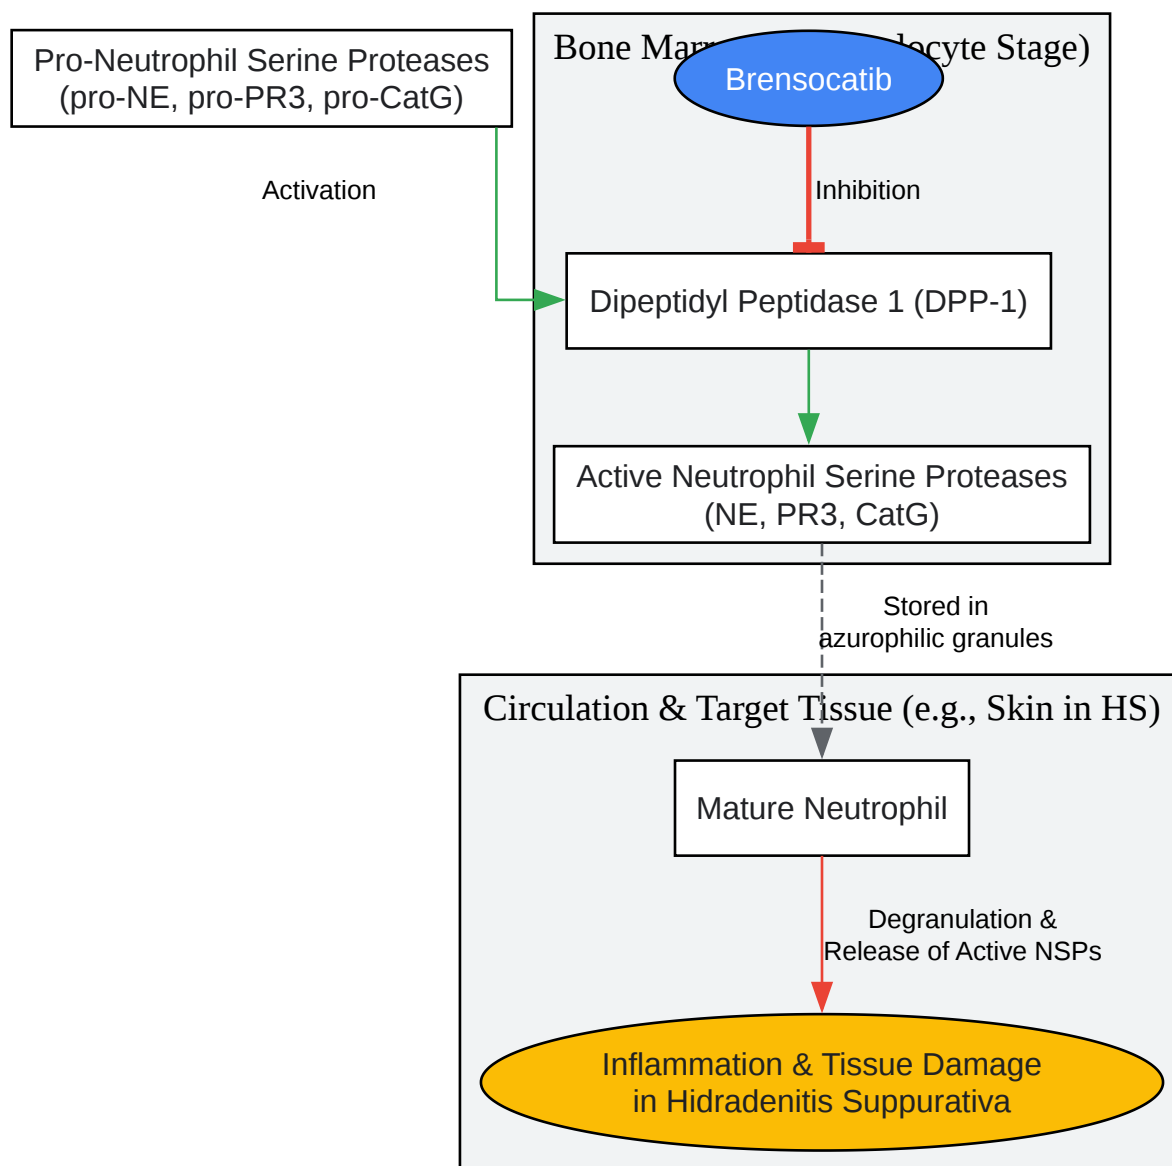 Pro-Neutrophil Serine Proteases
(pro-NE, pro-PR3, pro-CatG)
Bone Stage)
Brensocatib
Activation
Inhibition
Dipeptidyl Peptidase 1 (DPP-1)
Active Neutrophil Serine Proteases
(NE, PR3, CatG)
Stored in
azurophilic granules
Circulation & Target Tissue (e.g., Skin in HS)
Mature Neutrophil
Degranulation &
Release of Active NSPs
Inflammation & Tissue Damage
in Hidradenitis Suppurativa